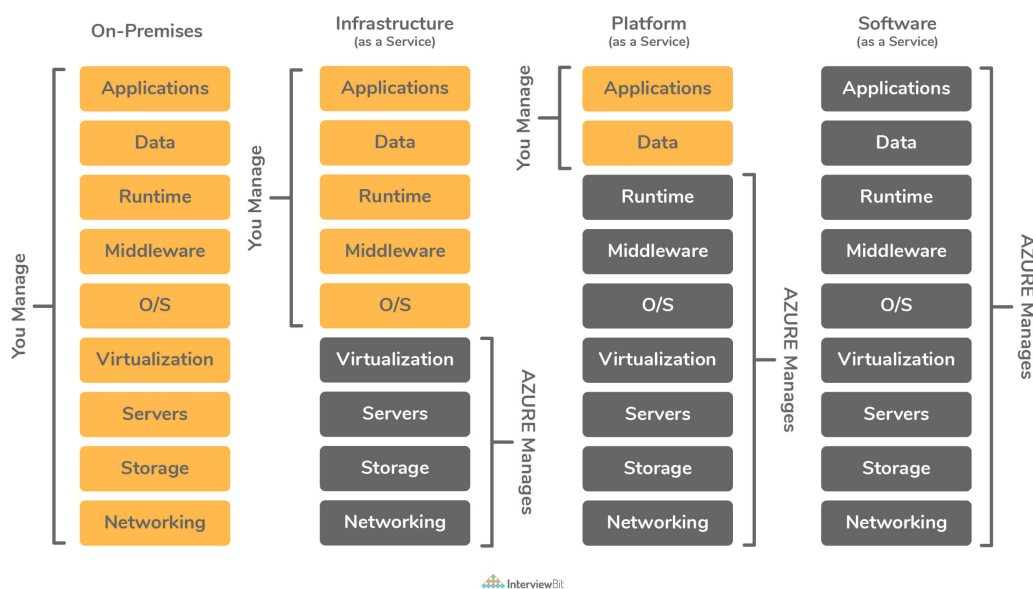 On-Premises
You Manage
Applications
Data
Runtime
Middleware
O/S
Virtualization
Servers
Storage
Networking
Infrastructure
(as a Service)
You Manage
Applications
Data
Runtime
Middleware
O/S
Virtualization
Servers
Storage
Networking
AZURE Manages
Platform
(as a Service)
You Manage
Applications
Data
Runtime
Middleware
O/S
Virtualization
Servers
Storage
Networking
AZURE Manages
Software
(as a Service)
Applications
Data
Runtime
Middleware
O/S
Virtualization
Servers
Storage
Networking
AZURE Manages
InterviewBit